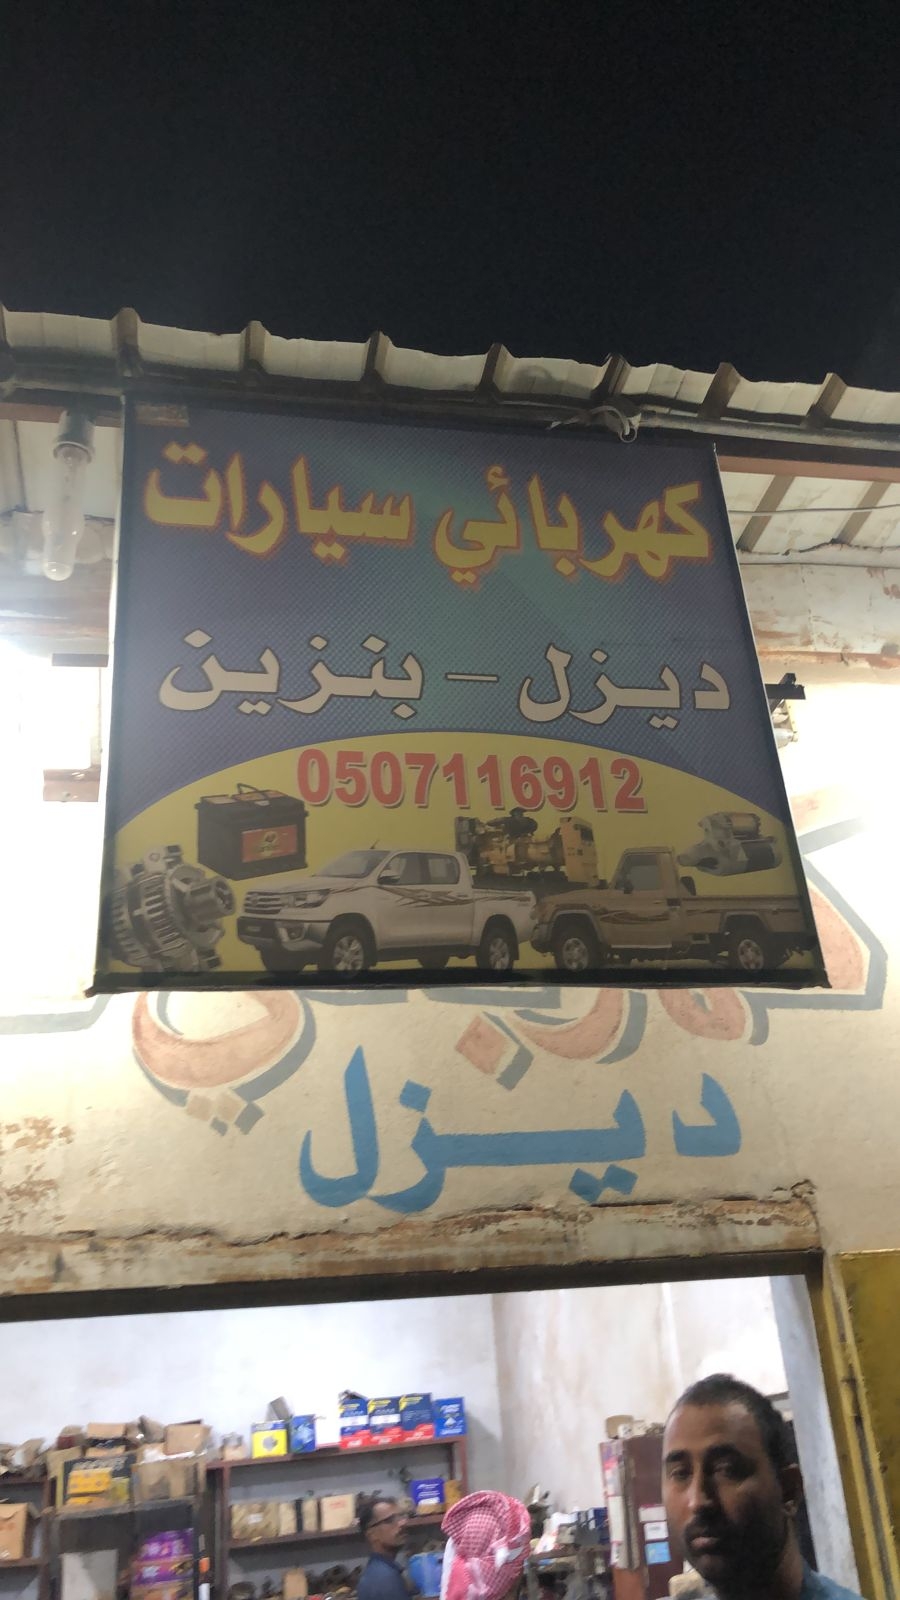 كهربائي سيارات
ديزل - بنزين
0507116912
ديزل